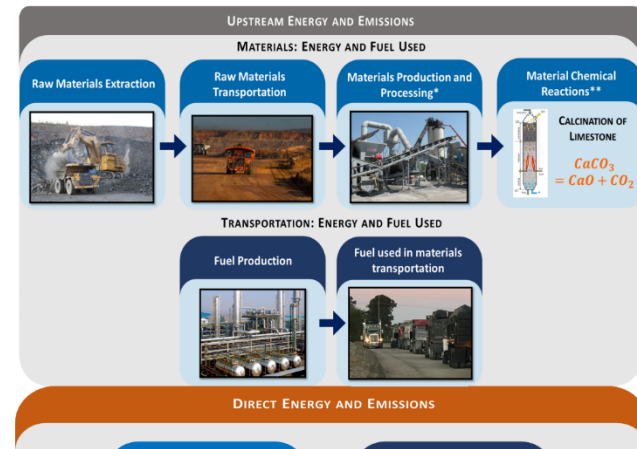 UPSTREAM ENERGY AND EMISSIONS
MATERIALS: ENERGY AND FUEL USED
Raw Materials Extraction
Raw Materials
Transportation
Materials Production and
Processing*
Material Chemical
Reactions**
CALCINATION OF
LIMESTONE
CaCO₃
= CaO + CO₂
TRANSPORTATION: ENERGY AND FUEL USED
Fuel Production
Fuel used in materials
transportation
DIRECT ENERGY AND EMISSIONS